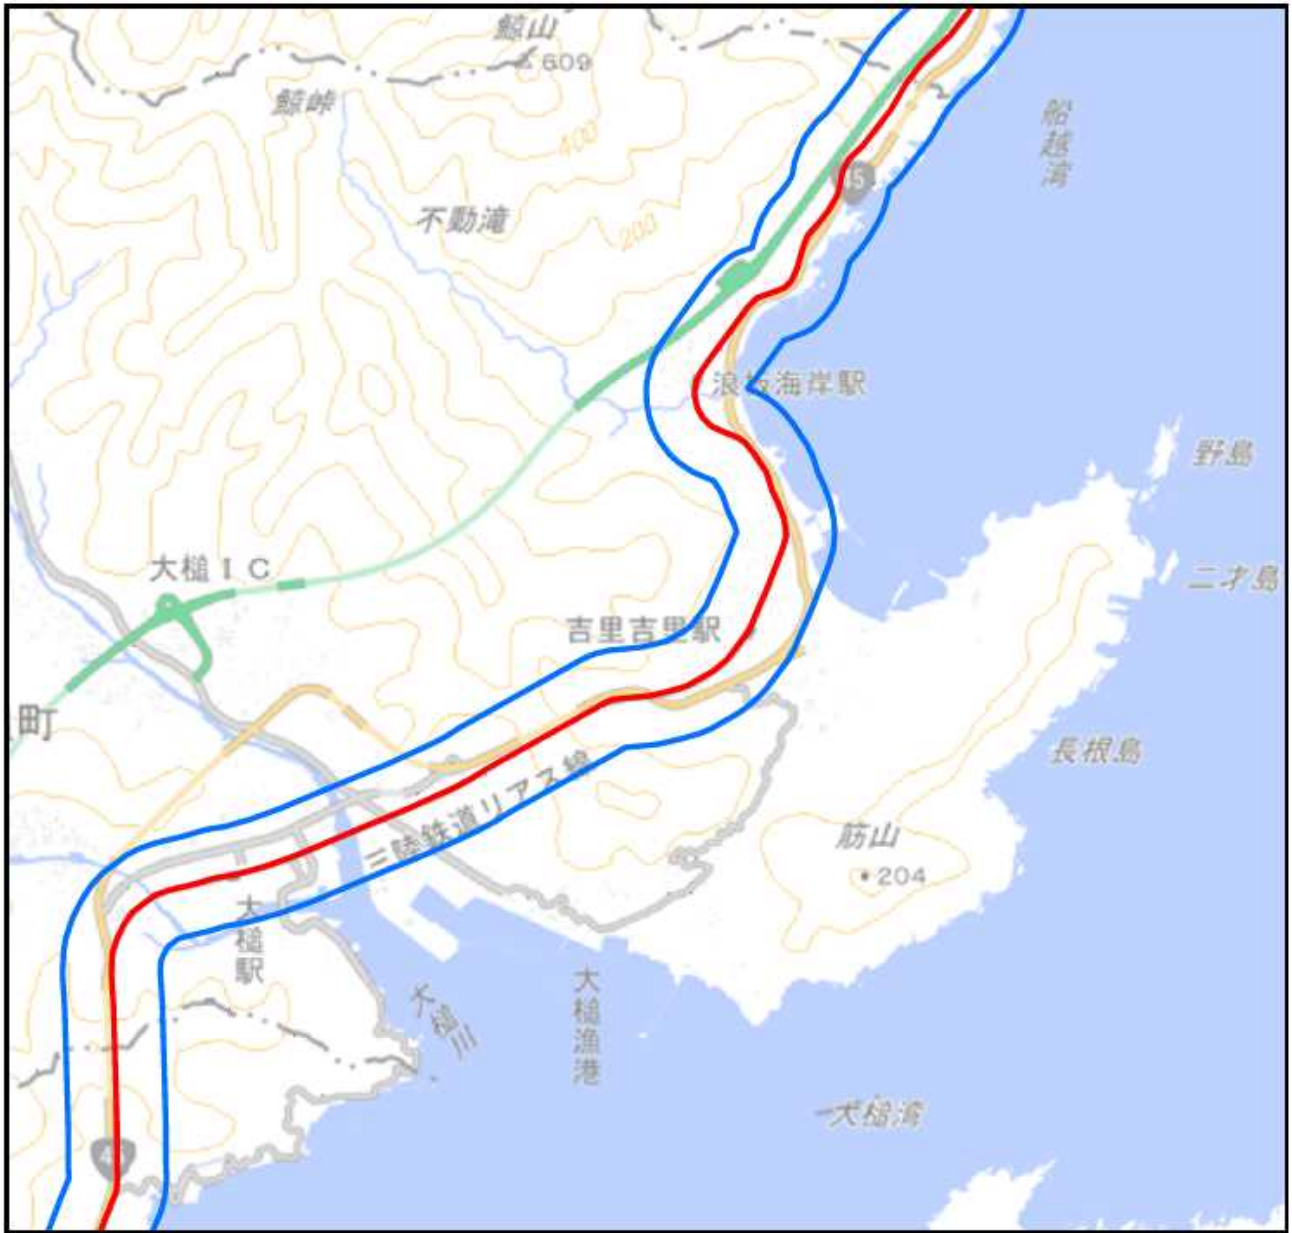 鯨山
609
鯨峠
400
船越湾
45
不動滝
200
浪板海岸駅
野島
大槌IC
二才島
吉里吉里駅
町
長根島
三陸鉄道リアス線
筋山
204
大槌駅
大槌川
大槌漁港
大槌湾